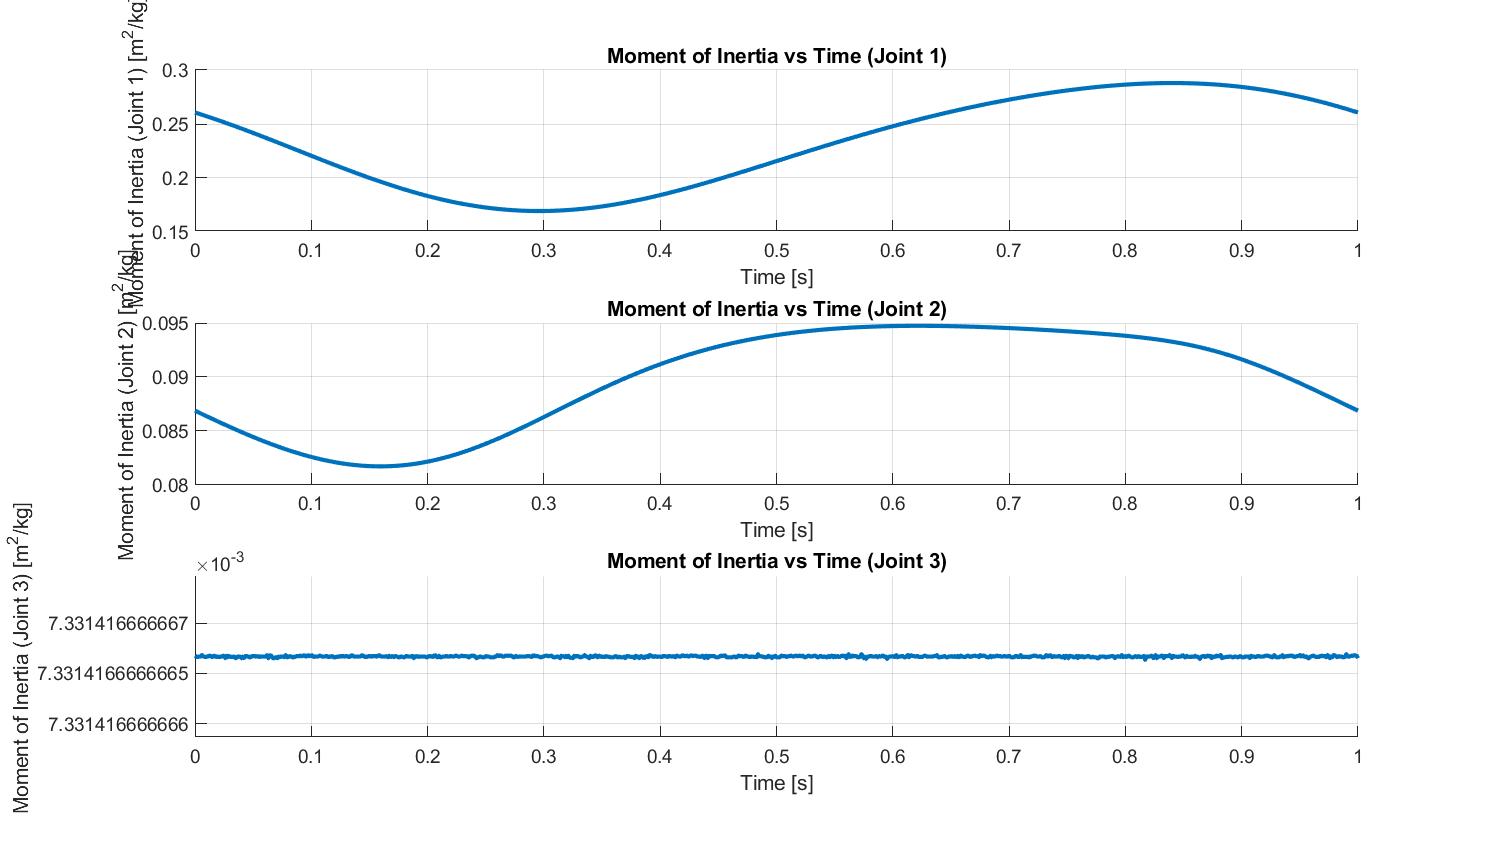 Moment of Inertia vs Time (Joint 1)
Moment of Inertia (Joint 1) [m²/kg]
0.3
0.25
0.2
0.15
0 0.1 0.2 0.3 0.4 0.5 0.6 0.7 0.8 0.9 1
Time [s]
Moment of Inertia vs Time (Joint 2)
Moment of Inertia (Joint 2) [m²/kg]
0.095
0.09
0.085
0.08
0 0.1 0.2 0.3 0.4 0.5 0.6 0.7 0.8 0.9 1
Time [s]
Moment of Inertia vs Time (Joint 3)
Moment of Inertia (Joint 3) [m²/kg]
×10⁻³
7.331416666667
7.3314166666665
7.331416666666
0 0.1 0.2 0.3 0.4 0.5 0.6 0.7 0.8 0.9 1
Time [s]